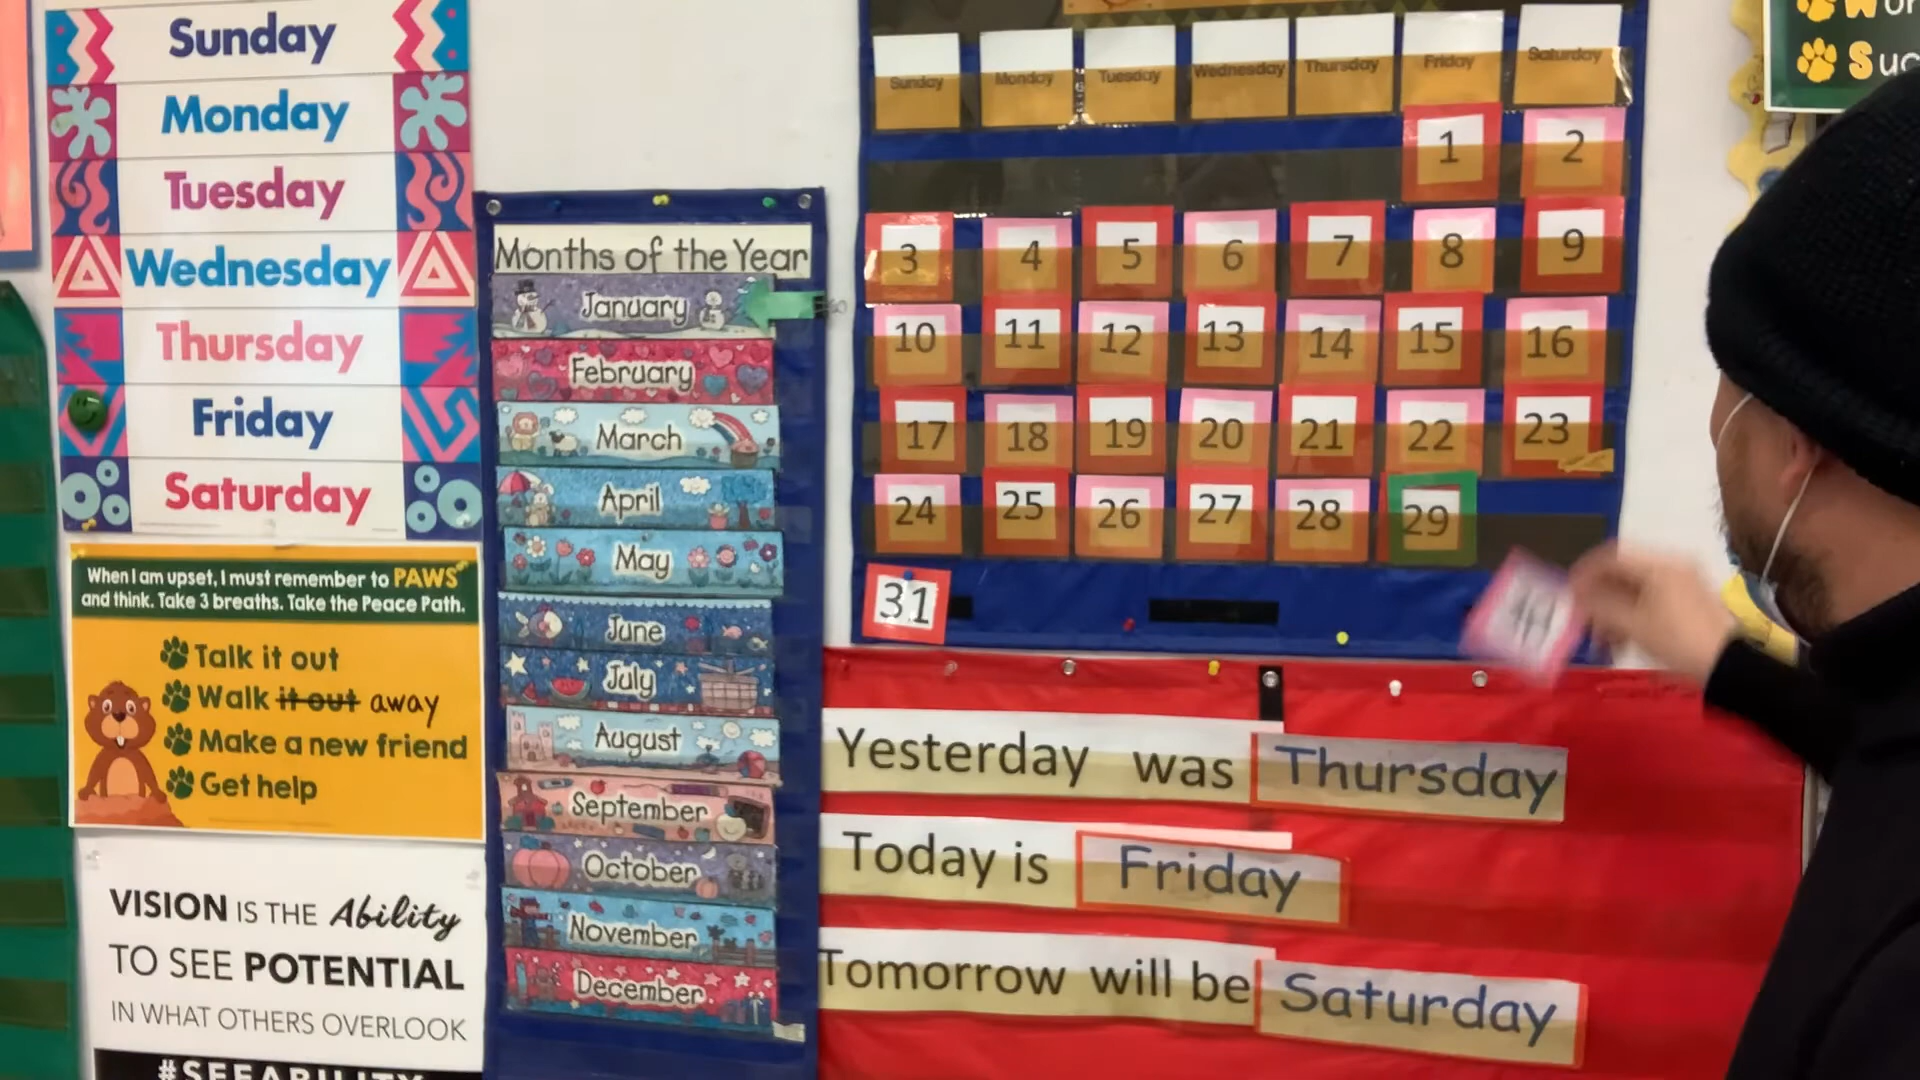 Sunday
Monday
Tuesday
Wednesday
Thursday
Friday
Saturday
When I am upset, I must remember to PAWS
and think. Take 3 breaths. Take the Peace Path.
Talk it out
Walk it out away
Make a new friend
Get help
VISION IS THE Ability
TO SEE POTENTIAL
IN WHAT OTHERS OVERLOOK
#SEEABILITY
Months of the Year
January
February
March
April
May
June
July
August
September
October
November
December
Sunday Monday Tuesday Wednesday Thursday Friday Saturday
1 2
3 4 5 6 7 8 9
10 11 12 13 14 15 16
17 18 19 20 21 22 23
24 25 26 27 28 29
31
Yesterday was Thursday
Today is Friday
Tomorrow will be Saturday